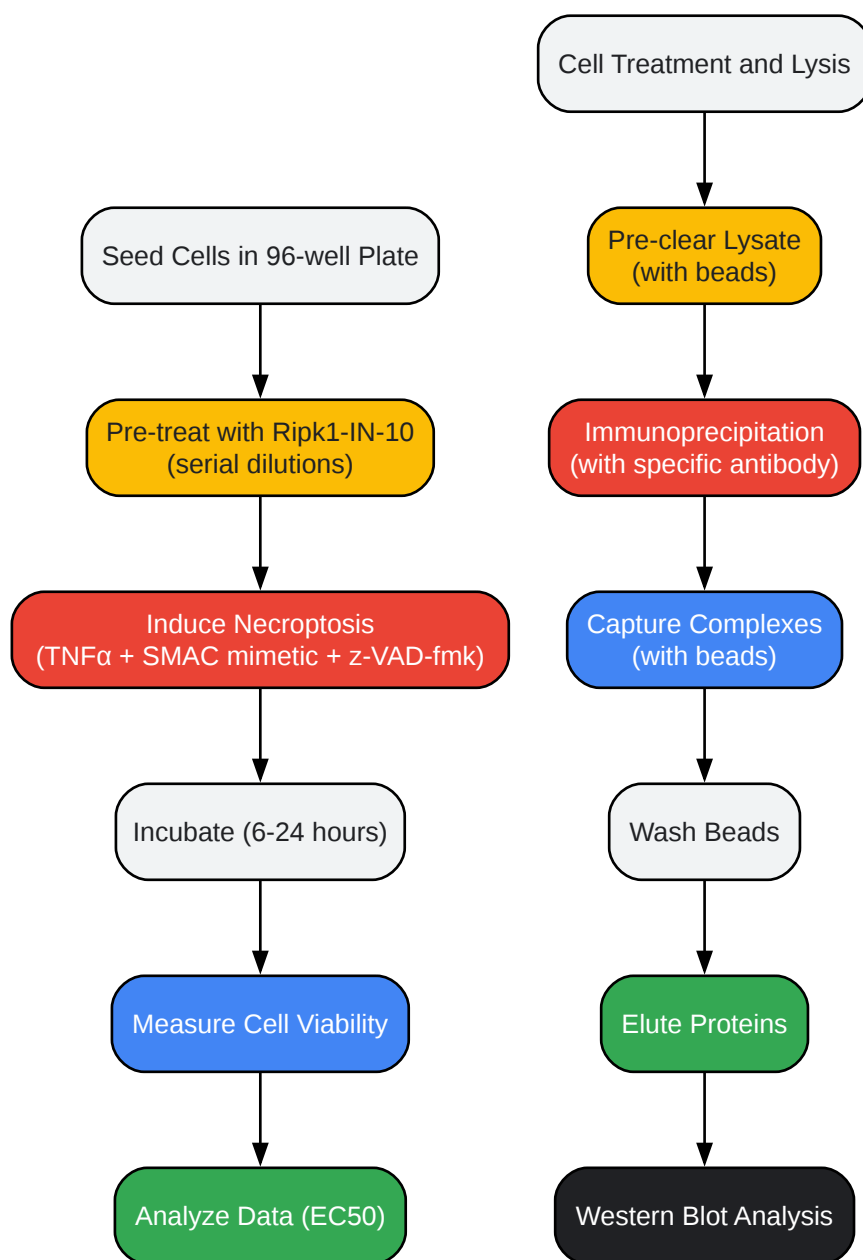 Seed Cells in 96-well Plate
Pre-treat with Ripk1-IN-10
(serial dilutions)
Induce Necroptosis
(TNFα + SMAC mimetic + z-VAD-fmk)
Incubate (6-24 hours)
Measure Cell Viability
Analyze Data (EC50)
Cell Treatment and Lysis
Pre-clear Lysate
(with beads)
Immunoprecipitation
(with specific antibody)
Capture Complexes
(with beads)
Wash Beads
Elute Proteins
Western Blot Analysis